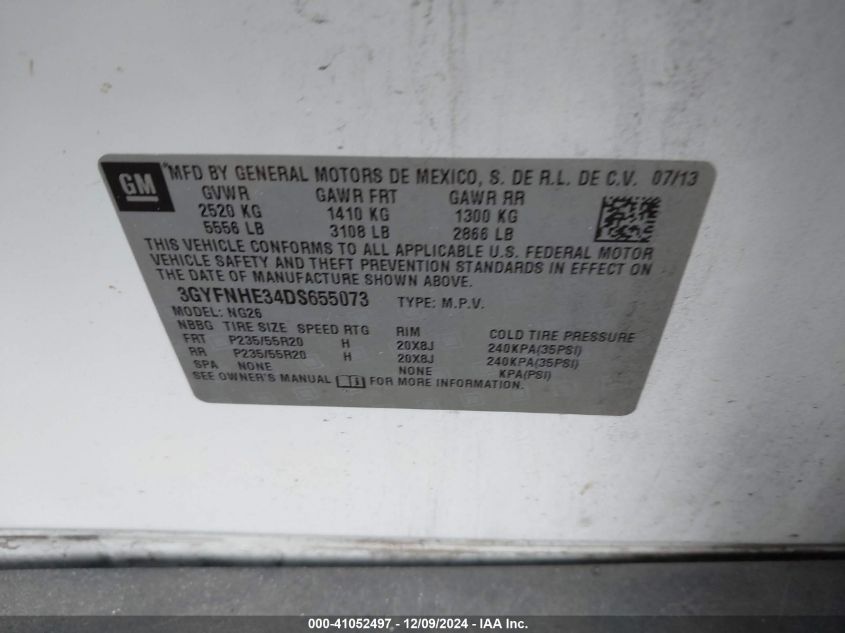 GM
MFD BY GENERAL MOTORS DE MEXICO, S. DE R.L. DE C.V. 07/13
GVWR GAWR FRT GAWR RR
2520 KG 1410 KG 1300 KG
5556 LB 3108 LB 2866 LB
THIS VEHICLE CONFORMS TO ALL APPLICABLE U.S. FEDERAL MOTOR
VEHICLE SAFETY AND THEFT PREVENTION STANDARDS IN EFFECT ON
THE DATE OF MANUFACTURE SHOWN ABOVE.
3GYFNHE34DS655073 TYPE: M.P.V.
MODEL: NG26
NBBG TIRE SIZE SPEED RTG RIM COLD TIRE PRESSURE
FRT P235/55R20 H 20X8J 240KPA(35PSI)
RR P235/55R20 H 20X8J 240KPA(35PSI)
SPA NONE NONE KPA(PSI)
SEE OWNER'S MANUAL FOR MORE INFORMATION.
000-41052497 - 12/09/2024 - IAA Inc.